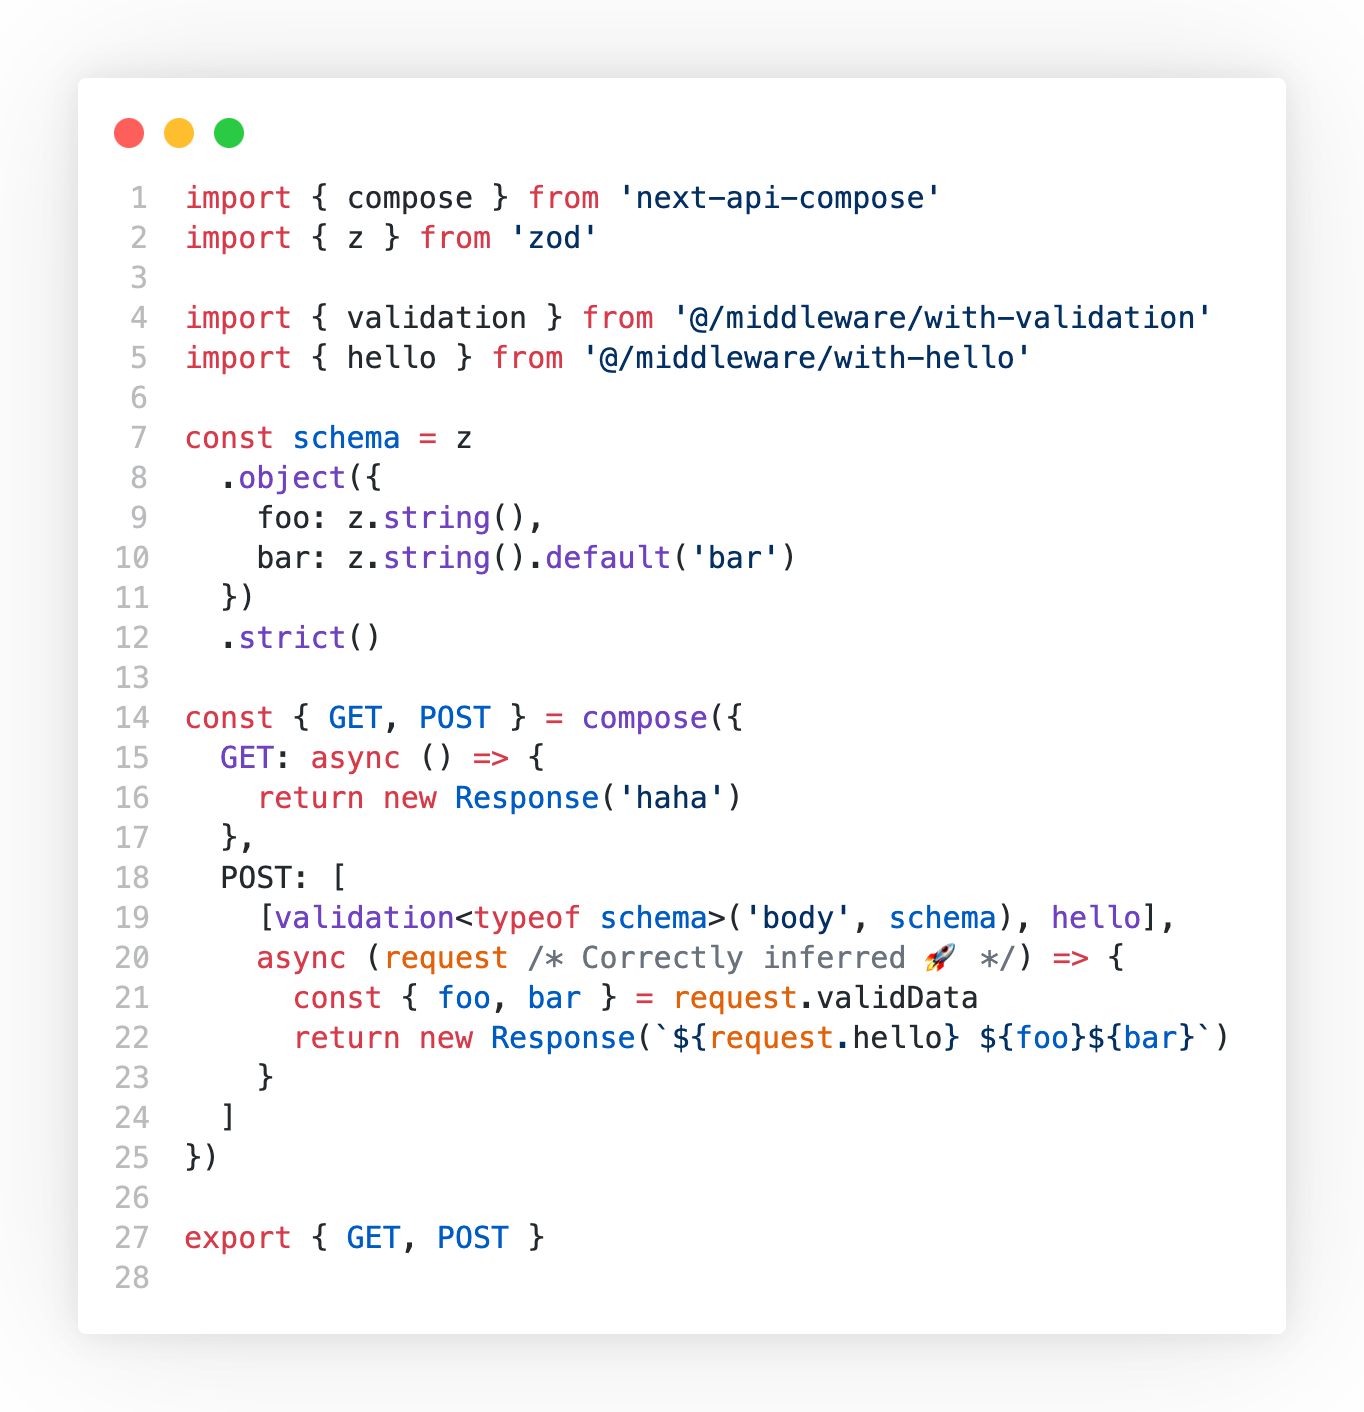 1 import { compose } from 'next-api-compose'
2 import { z } from 'zod'
3
4 import { validation } from '@/middleware/with-validation'
5 import { hello } from '@/middleware/with-hello'
6
7 const schema = z
8   .object({
9     foo: z.string(),
10     bar: z.string().default('bar')
11   })
12   .strict()
13
14 const { GET, POST } = compose({
15   GET: async () => {
16     return new Response('haha')
17   },
18   POST: [
19     [validation<typeof schema>('body', schema), hello],
20     async (request /* Correctly inferred 🚀 */) => {
21       const { foo, bar } = request.validData
22       return new Response(`${request.hello} ${foo}${bar}`)
23     }
24   ]
25 })
26
27 export { GET, POST }
28